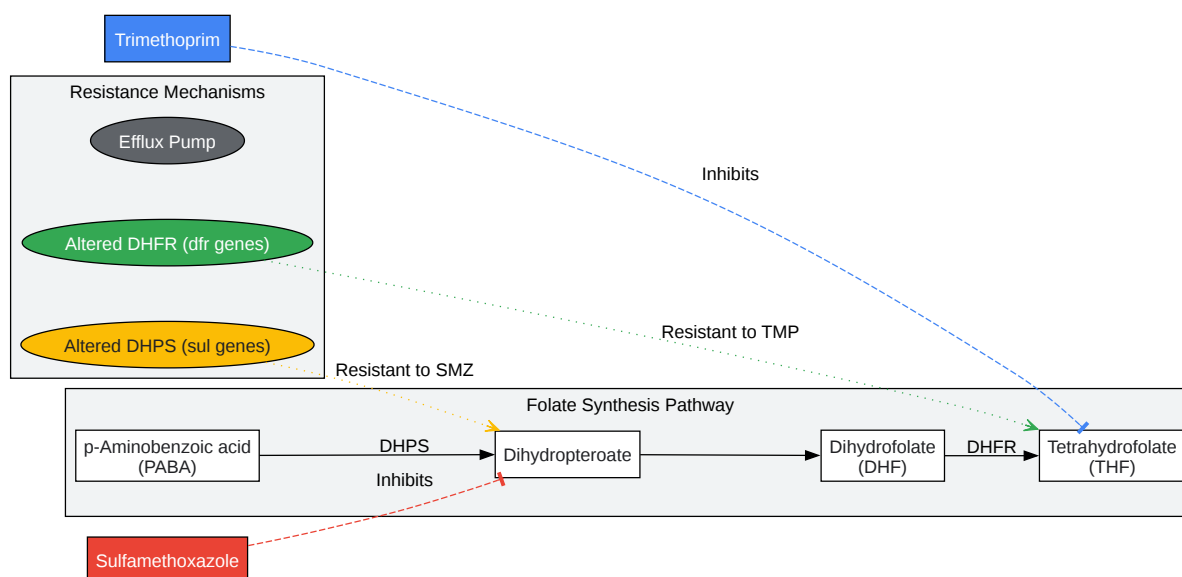 Trimethoprim
Resistance Mechanisms
Efflux Pump
Inhibits
Altered DHFR (dfr genes)
Resistant to TMP
Altered DHPS (sul genes)
Resistant to SMZ
Folate Synthesis Pathway
p-Aminobenzoic acid
(PABA)
DHPS
Dihydropteroate
Dihydrofolate
(DHF)
DHFR
Tetrahydrofolate
(THF)
Inhibits
Sulfamethoxazole